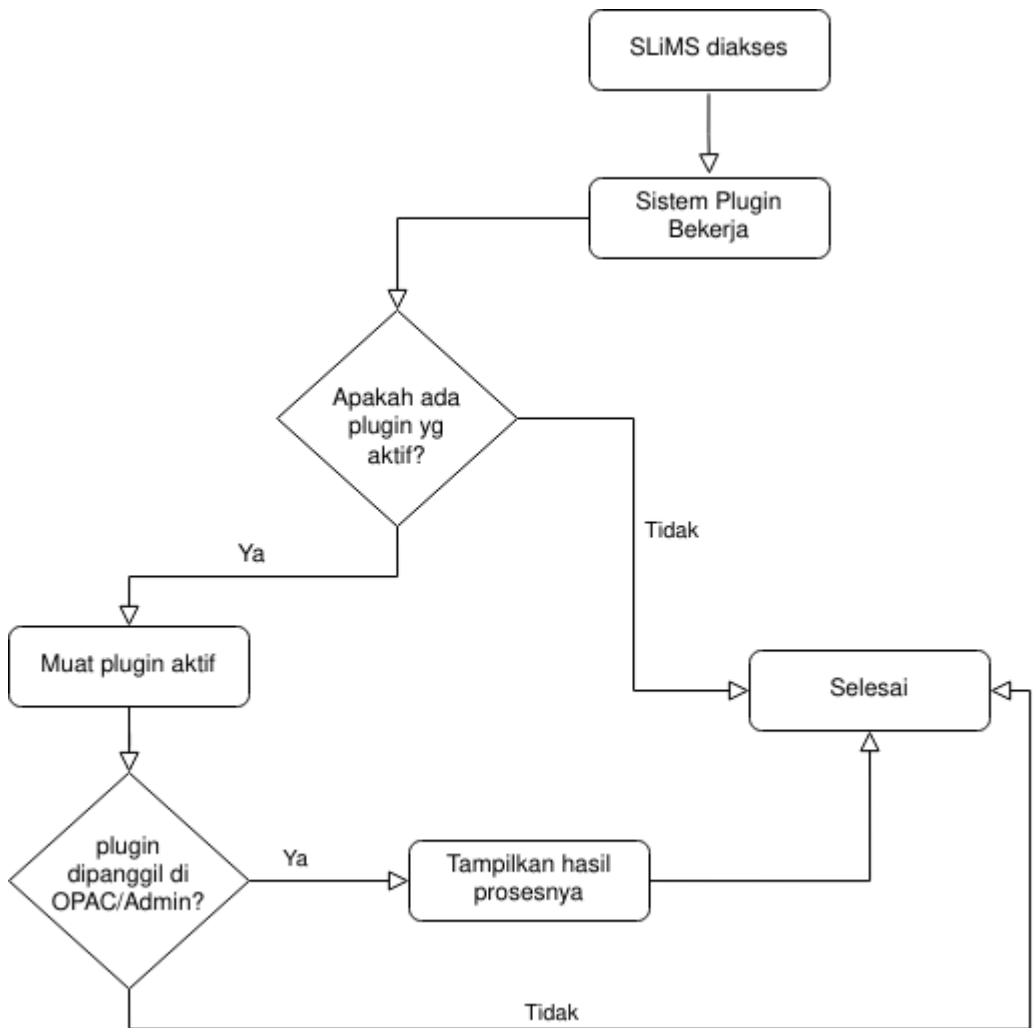 SLiMS diakses
Sistem Plugin
Bekerja
Apakah ada
plugin yg
aktif?
Tidak
Ya
Muat plugin aktif
Selesai
plugin
dipanggil di
OPAC/Admin?
Ya
Tampilkan hasil
prosesnya
Tidak